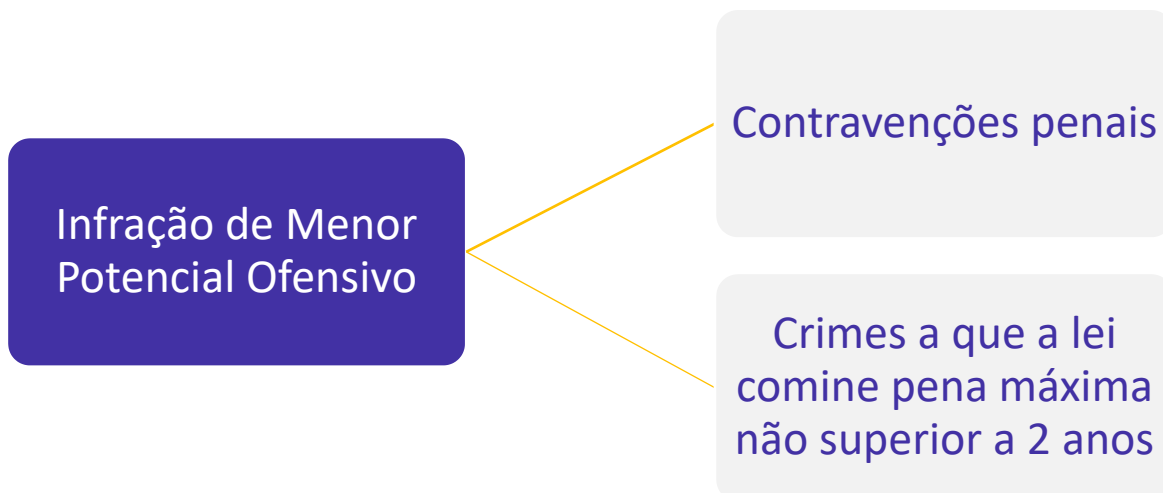 Infração de Menor
Potencial Ofensivo
Contravenções penais
Crimes a que a lei
comine pena máxima
não superior a 2 anos